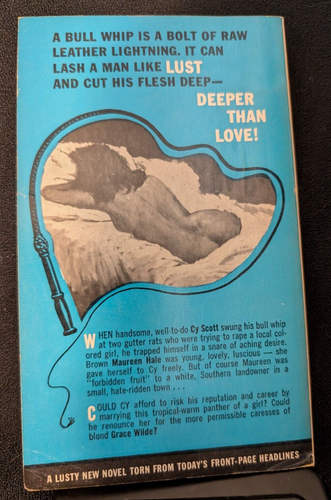 A BULL WHIP IS A BOLT OF RAW
LEATHER LIGHTNING. IT CAN
LASH A MAN LIKE LUST
AND CUT HIS FLESH DEEP—
DEEPER
THAN
LOVE!
WHEN handsome, well-to-do Cy Scott swung his bull whip
at two gutter rats who were trying to rape a local col-
ored girl, he trapped himself in a snare of aching desire.
Brown Maureen Hale was young, lovely, luscious — she
gave herself to Cy freely. But of course Maureen was
"forbidden fruit" to a white, Southern landowner in a
small, hate-ridden town . . .
COULD CY afford to risk his reputation and career by
marrying this tropical-warm panther of a girl? Could
he renounce her for the more permissible caresses of
blond Grace Wilde?
A LUSTY NEW NOVEL TORN FROM TODAY'S FRONT-PAGE HEADLINES